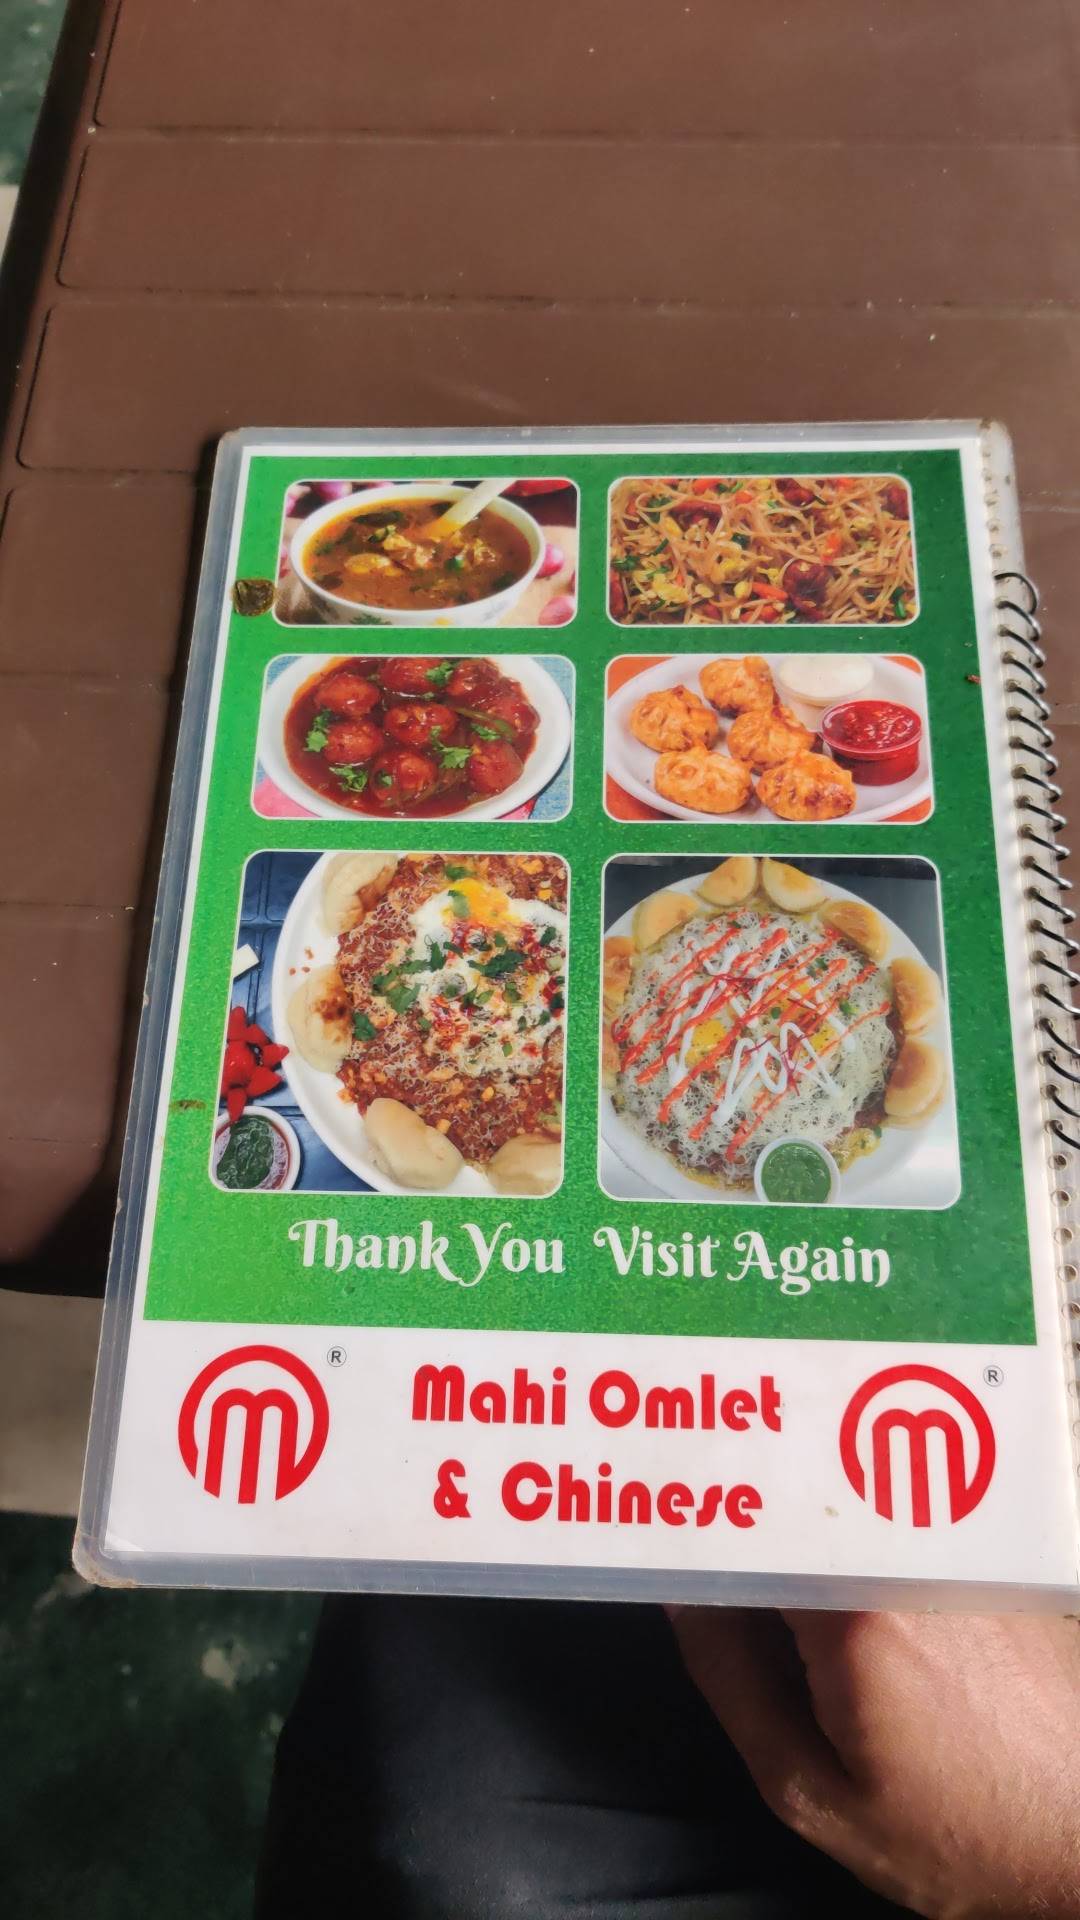 Thank You Visit Again
m ®
Mahi Omlet
& Chinese
m ®